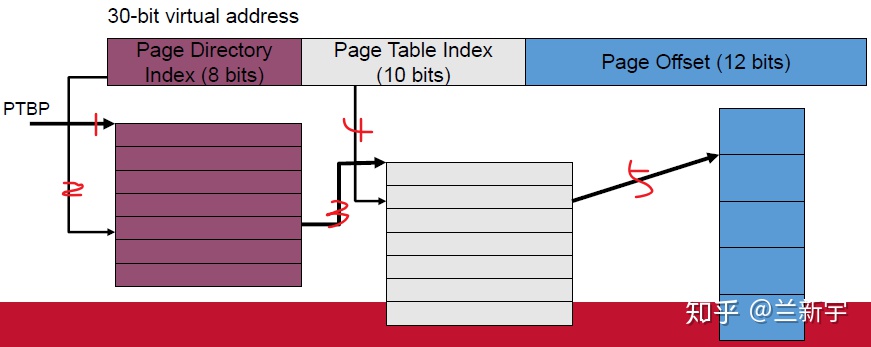 30-bit virtual address
Page Directory
Index (8 bits)
Page Table Index
(10 bits)
Page Offset (12 bits)
PTBP
1
4
2
3
5
知乎 @兰新宇